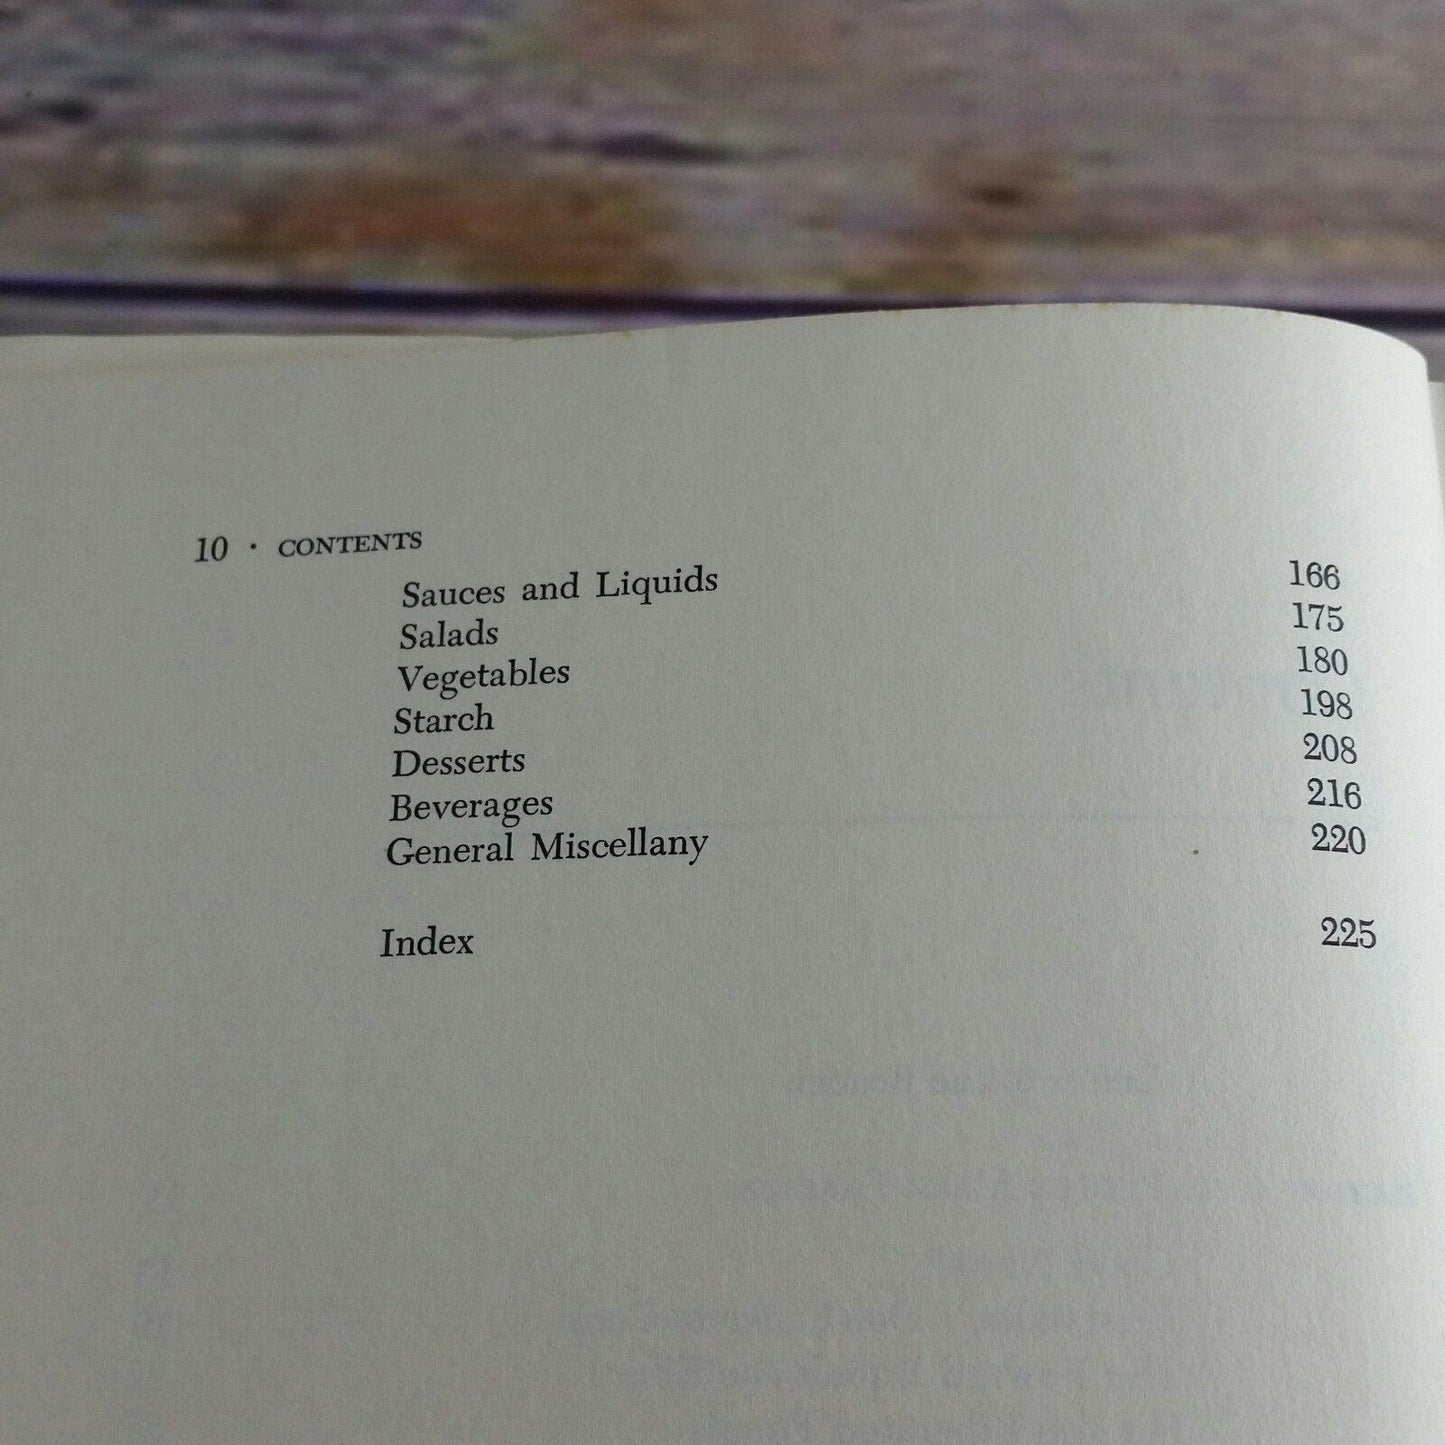 10 · CONTENTS
Sauces and Liquids 166
Salads 175
Vegetables 180
Starch 198
Desserts 208
Beverages 216
General Miscellany 220
Index 225